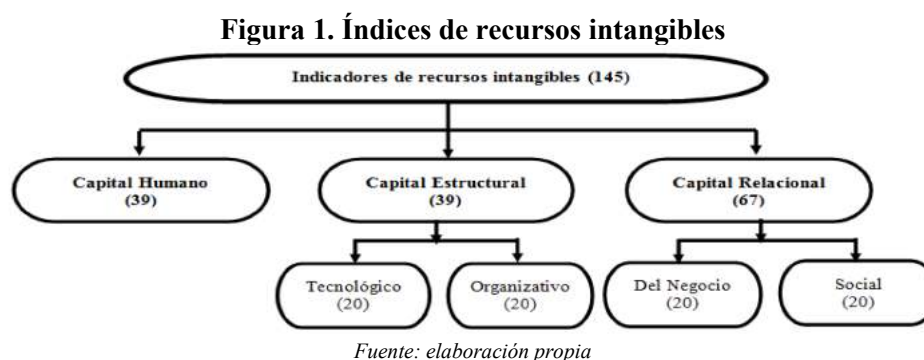 Figura 1. Índices de recursos intangibles
Indicadores de recursos intangibles (145)
Capital Humano
(39)
Capital Estructural
(39)
Capital Relacional
(67)
Tecnológico
(20)
Organizativo
(20)
Del Negocio
(20)
Social
(20)
Fuente: elaboración propia